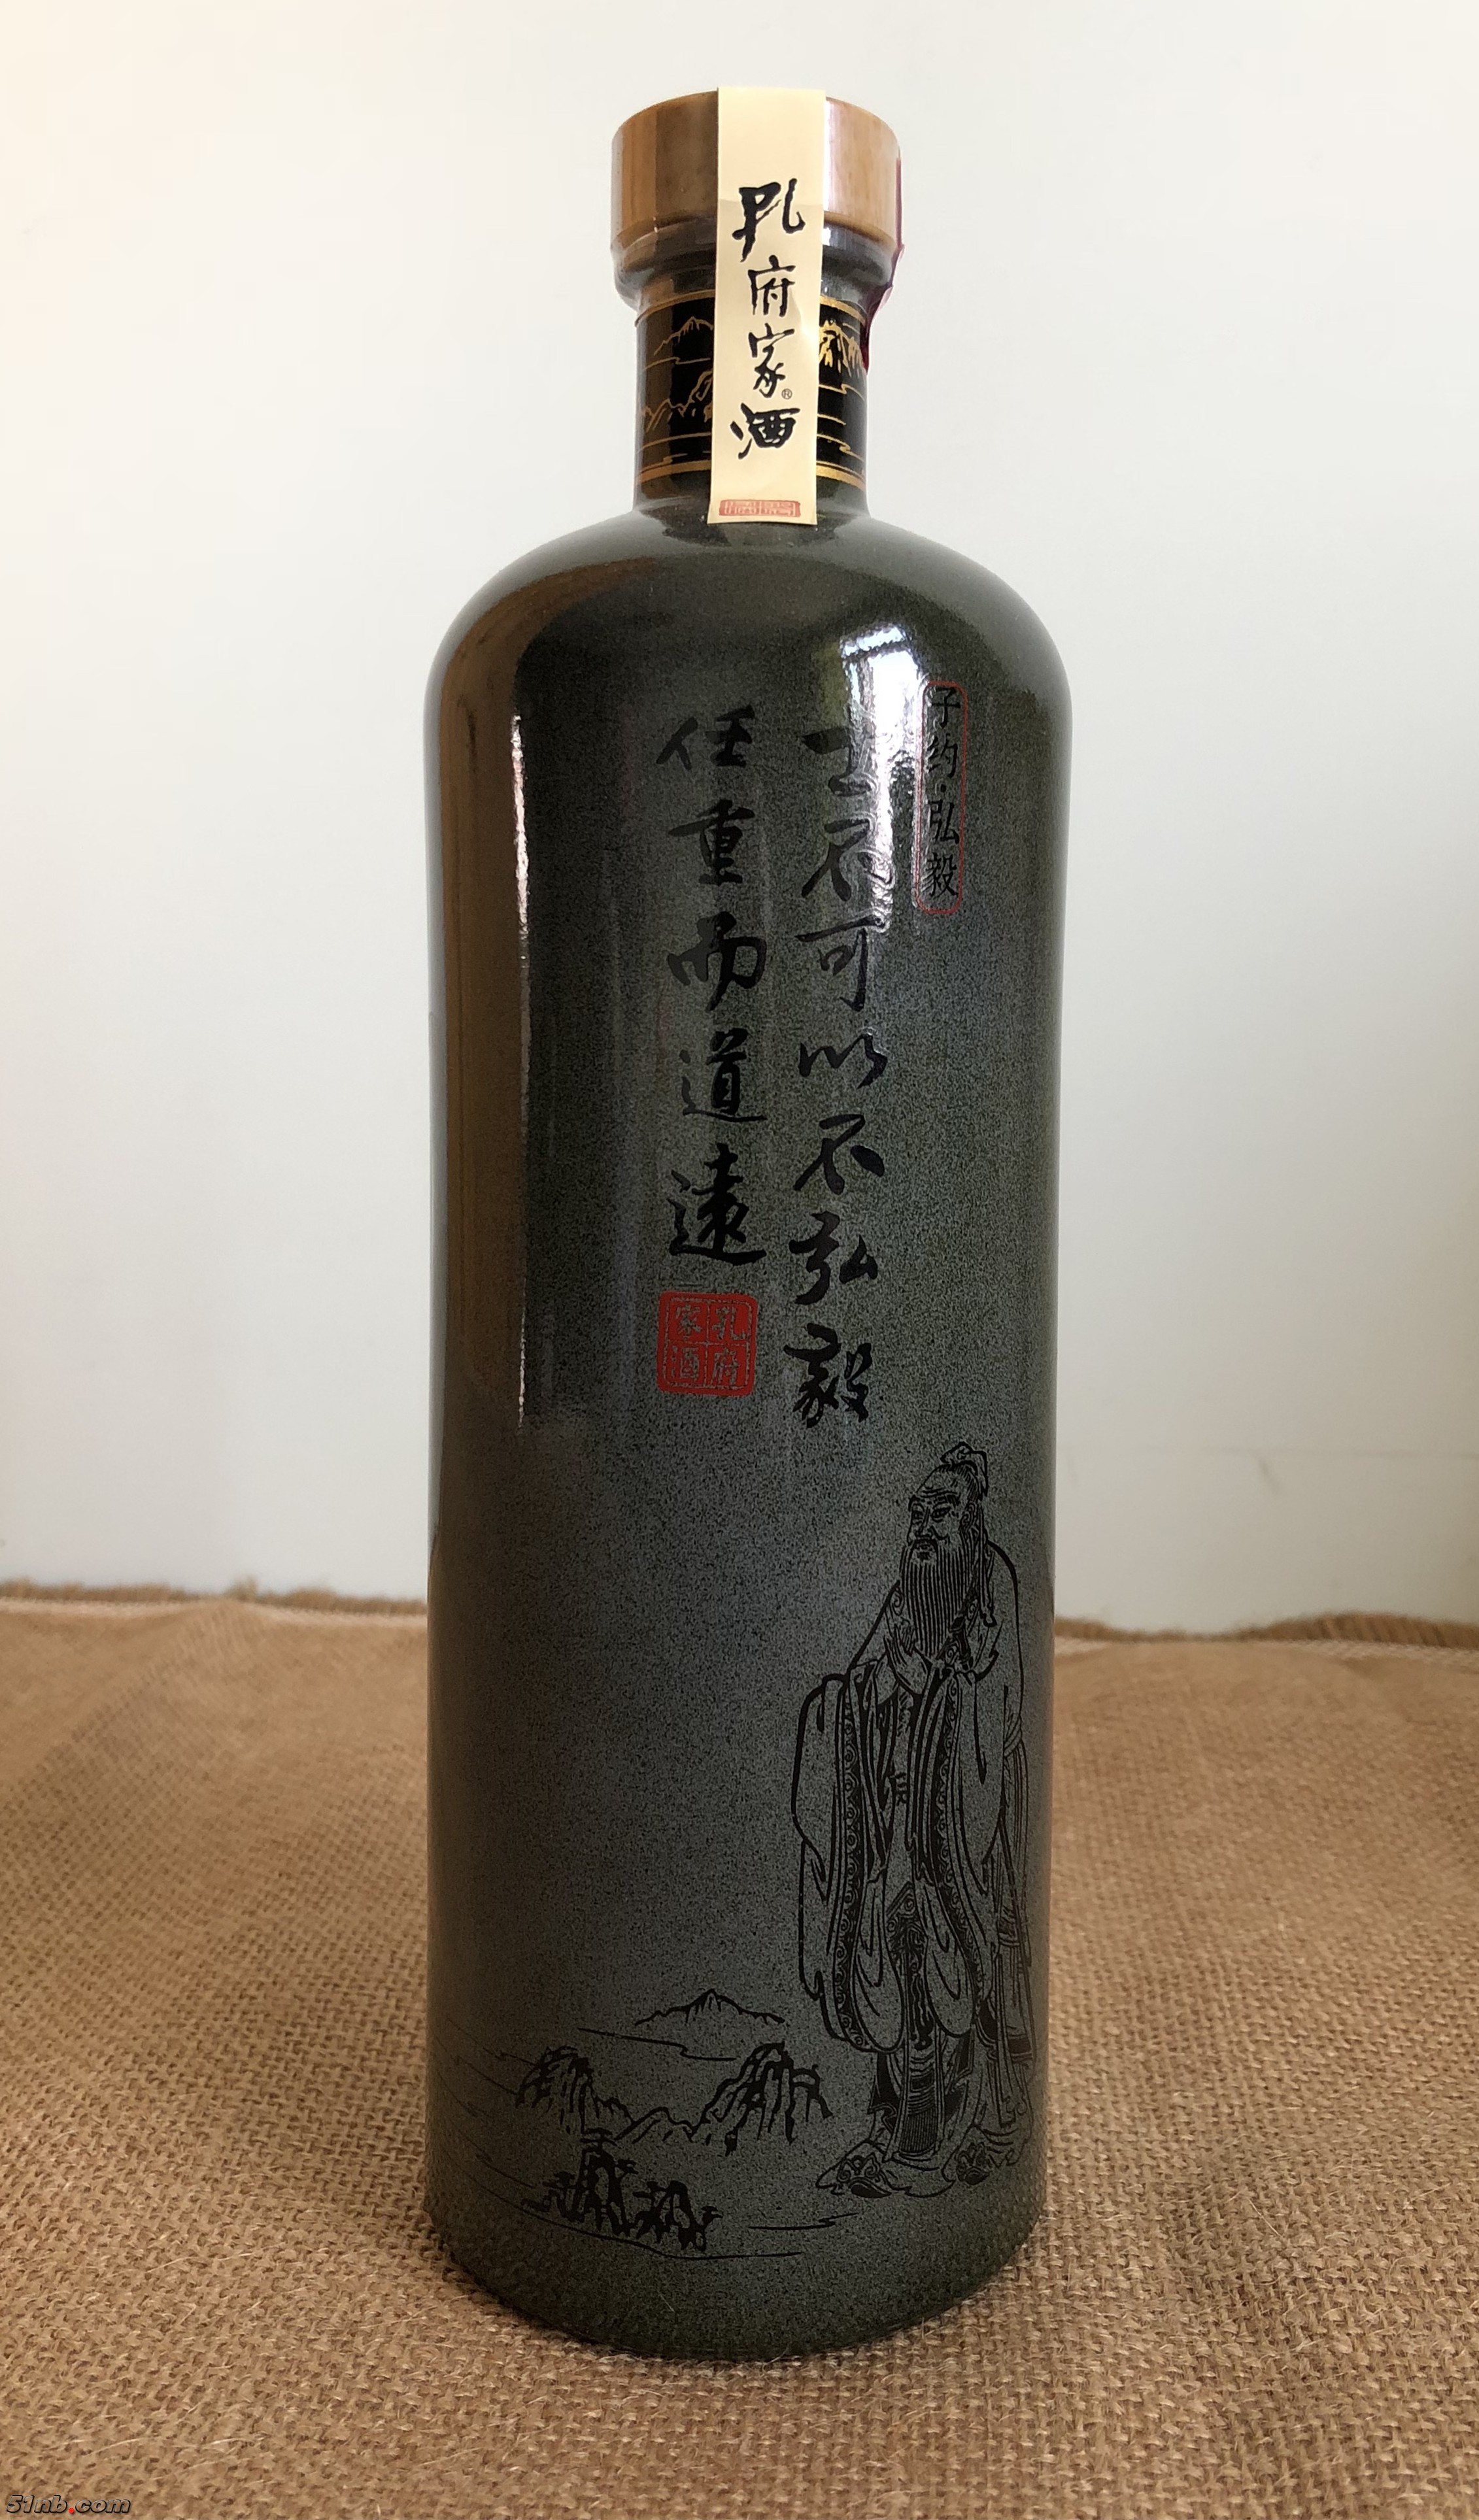 孔府家酒®
子约·弘毅
士不可以不弘毅
任重而道遠
孔府
家酒
51nb.com